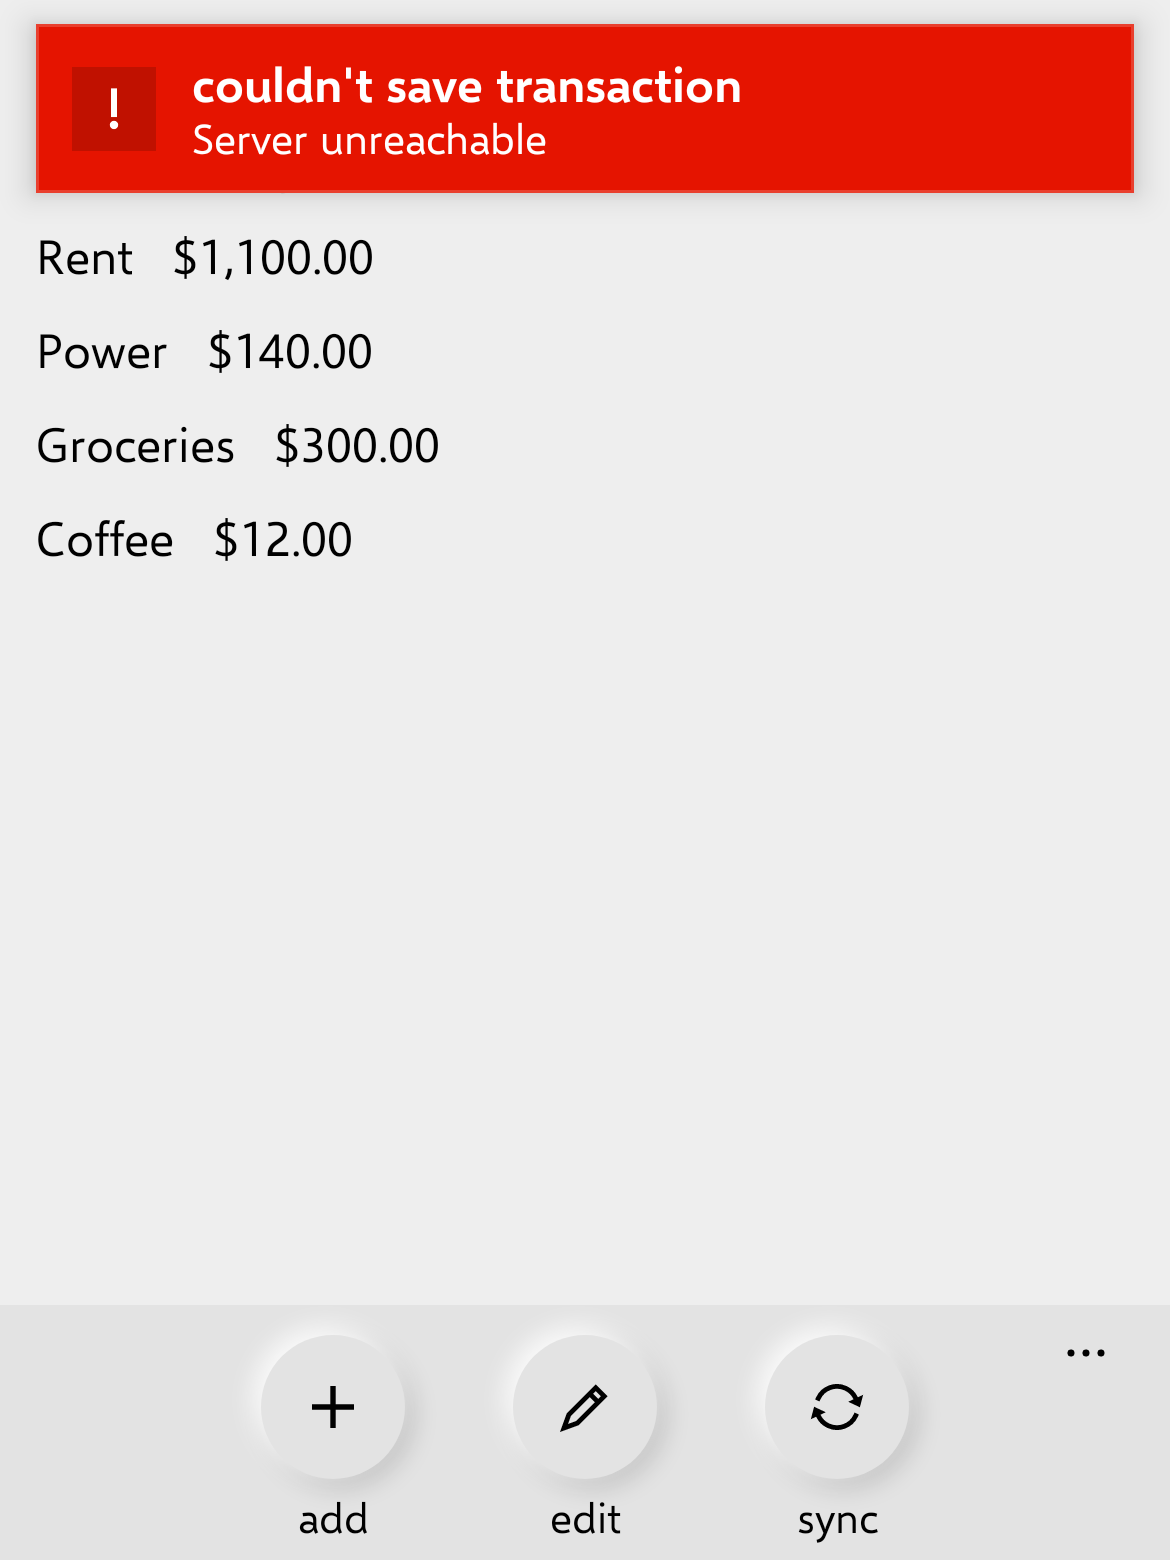 couldn't save transaction
Server unreachable
Rent $1,100.00
Power $140.00
Groceries $300.00
Coffee $12.00
add edit sync